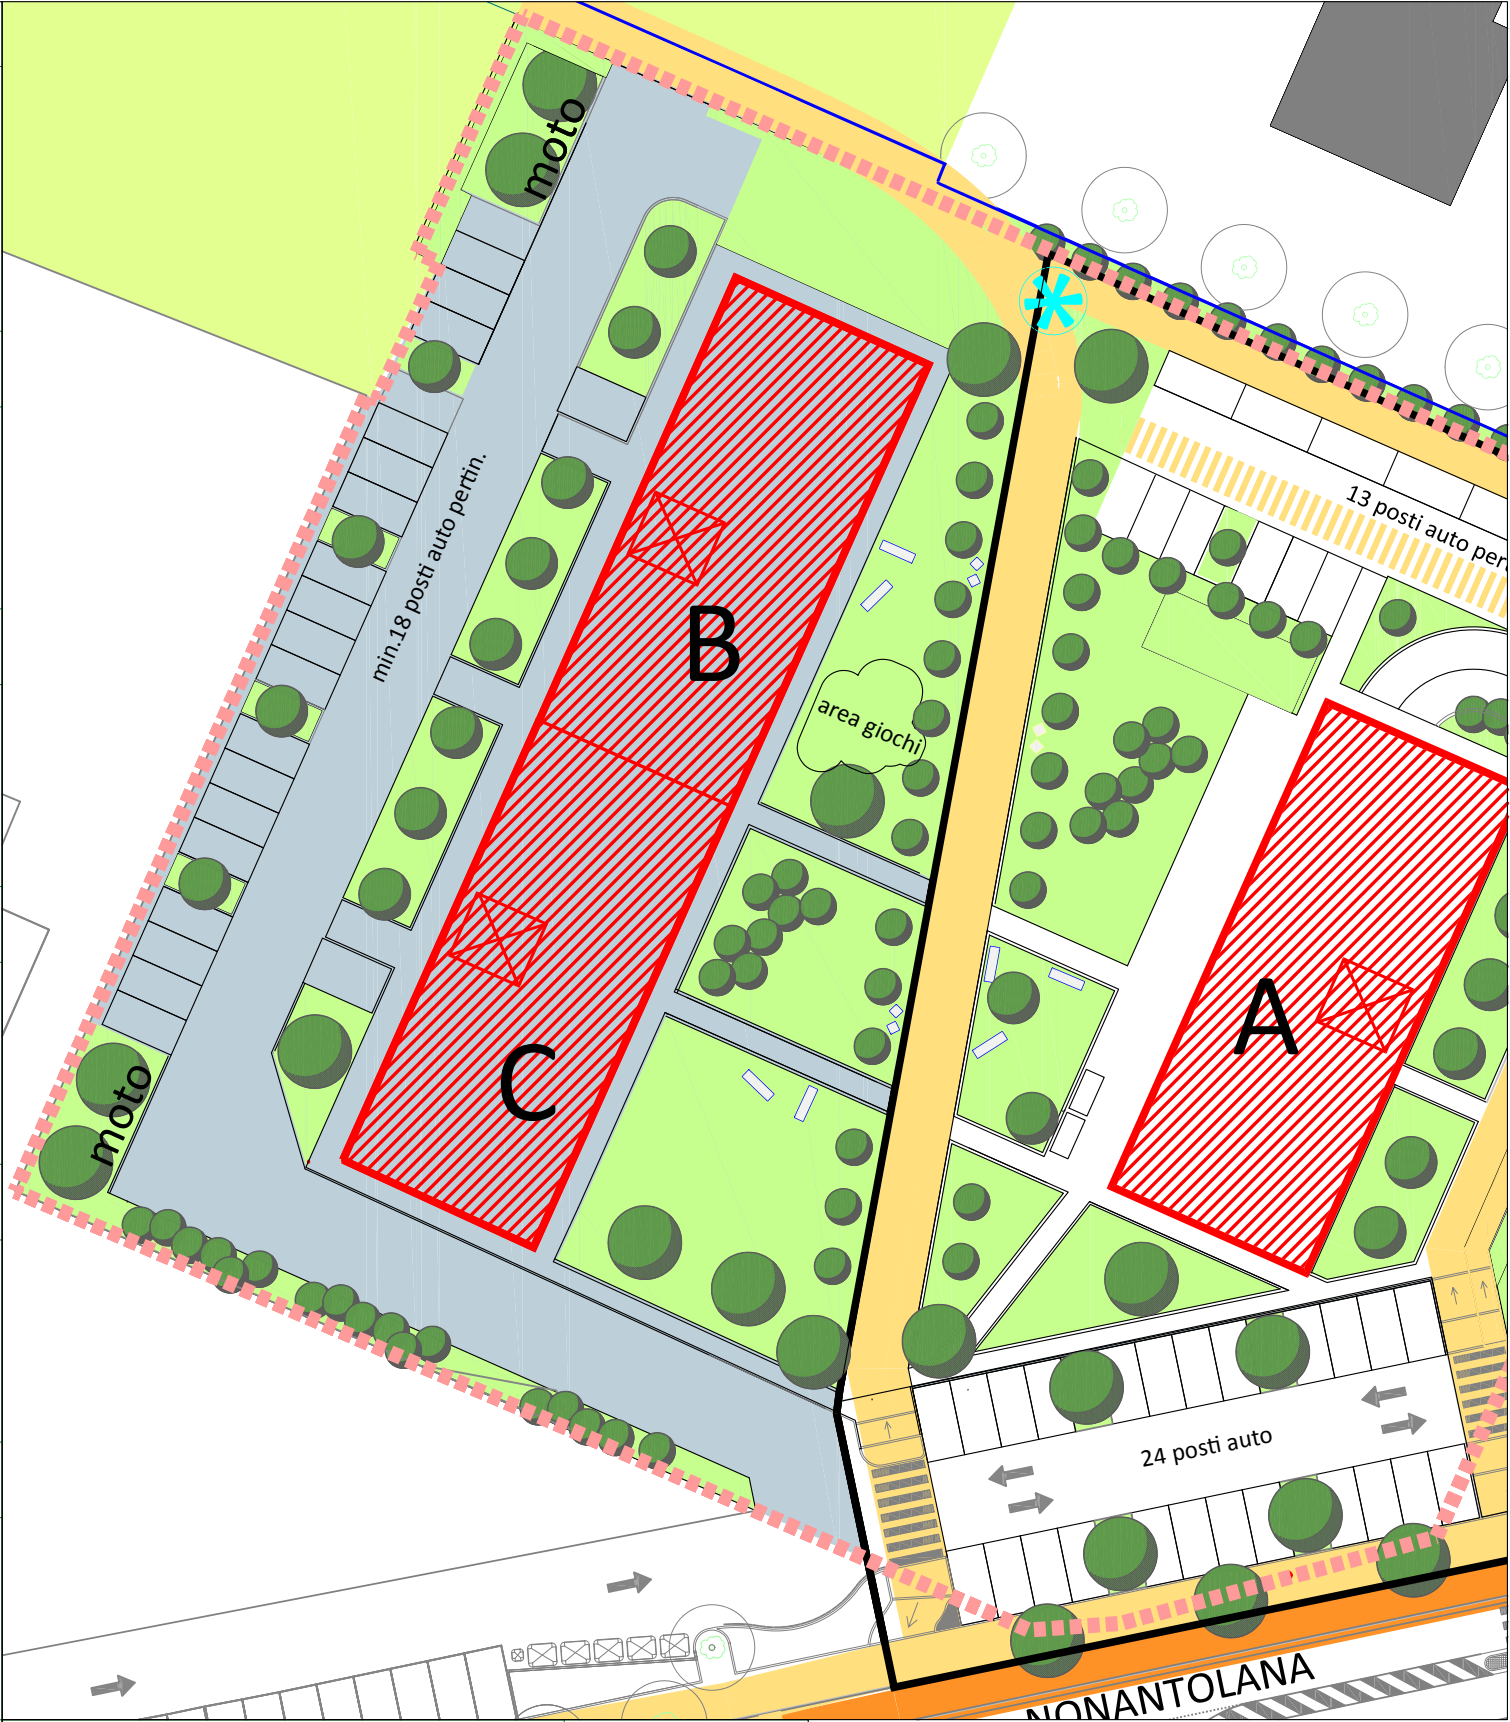 moto
min.18 posti auto pertin.
13 posti auto per
B
area giochi
A
C
moto
24 posti auto
NONANTOLANA